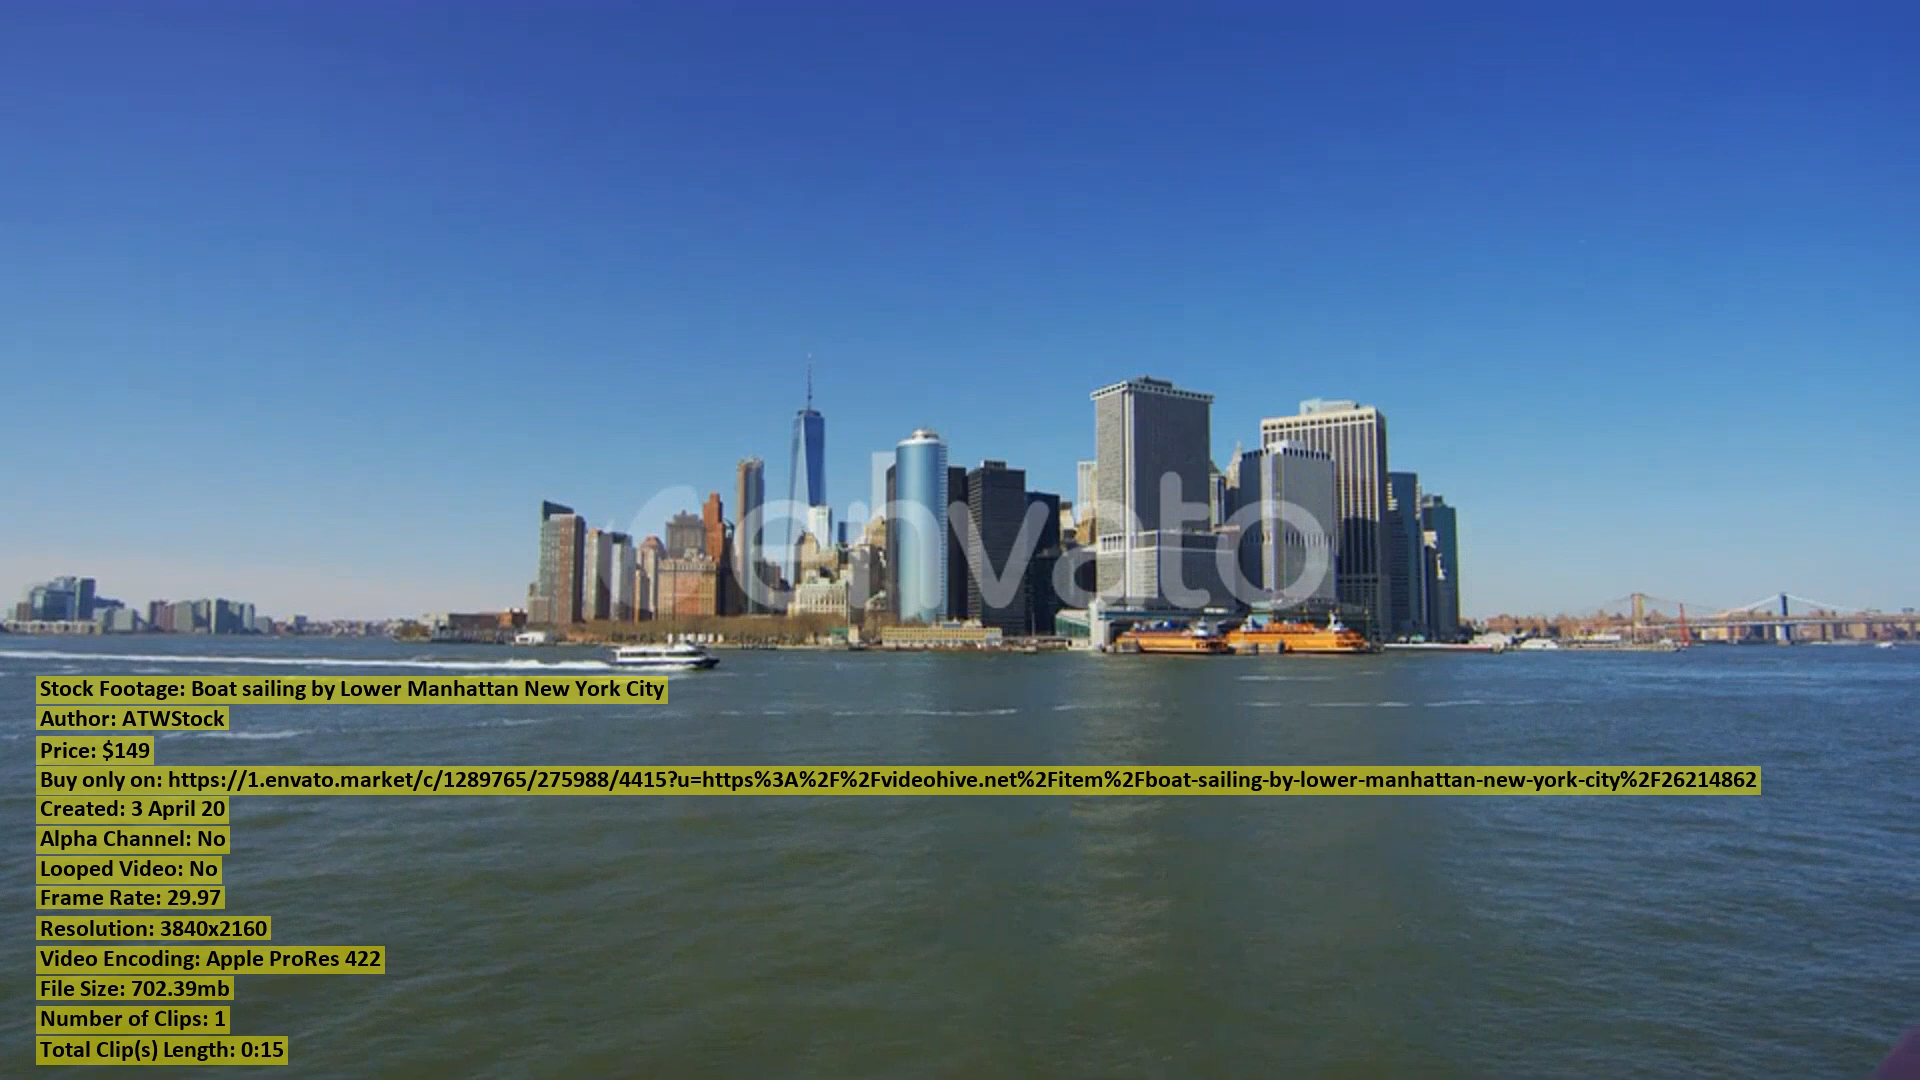 envato
Stock Footage: Boat sailing by Lower Manhattan New York City
Author: ATWStock
Price: $149
Buy only on: https://1.envato.market/c/1289765/275988/4415?u=https%3A%2F%2Fvideohive.net%2Fitem%2Fboat-sailing-by-lower-manhattan-new-york-city%2F26214862
Created: 3 April 20
Alpha Channel: No
Looped Video: No
Frame Rate: 29.97
Resolution: 3840x2160
Video Encoding: Apple ProRes 422
File Size: 702.39mb
Number of Clips: 1
Total Clip(s) Length: 0:15